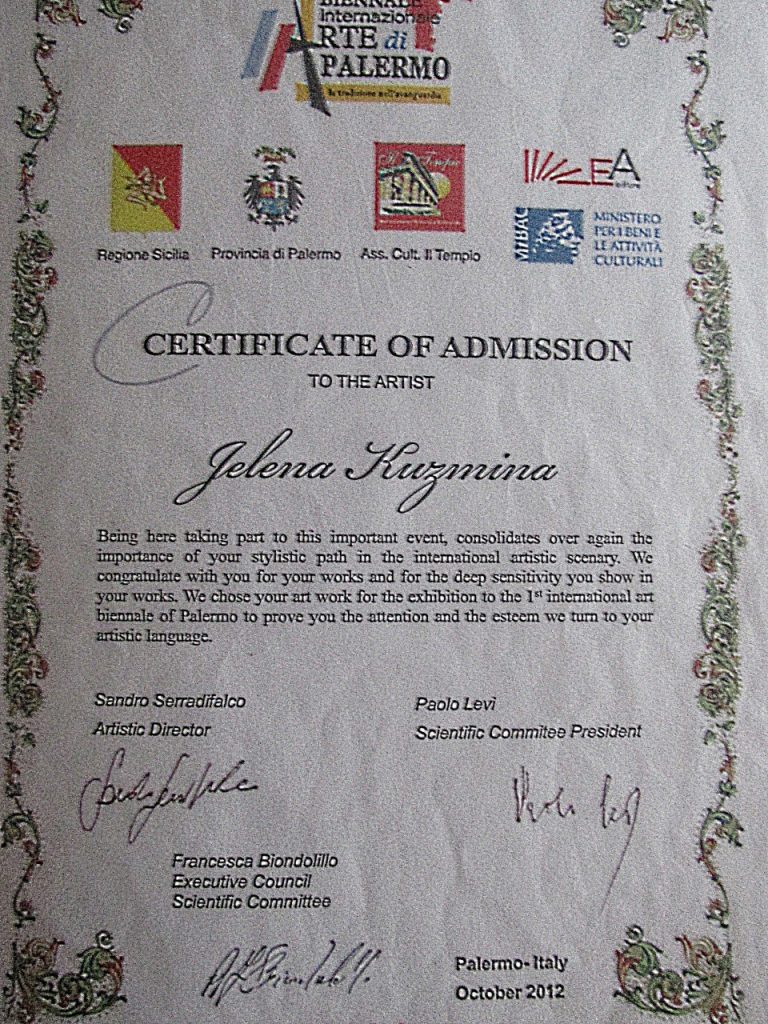 BIENNALE
Internazionale
ARTE di
PALERMO
la tradizione nell'avanguardia
Il Tempio
EA
editore
MiBAC
MINISTERO
PER I BENI E
LE ATTIVITÀ
CULTURALI
Regione Sicilia
Provincia di Palermo
Ass. Cult. Il Tempio
CERTIFICATE OF ADMISSION
TO THE ARTIST
Jelena Kuzmina
Being here taking part to this important event, consolidates over again the
importance of your stylistic path in the international artistic scenary. We
congratulate with you for your works and for the deep sensitivity you show in
your works. We chose your art work for the exhibition to the 1st international art
biennale of Palermo to prove you the attention and the esteem we turn to your
artistic language.
Sandro Serradifalco
Artistic Director
Paolo Levi
Scientific Commitee President
Paolo Levi
Francesca Biondolillo
Executive Council
Scientific Committee
Palermo-Italy
October 2012